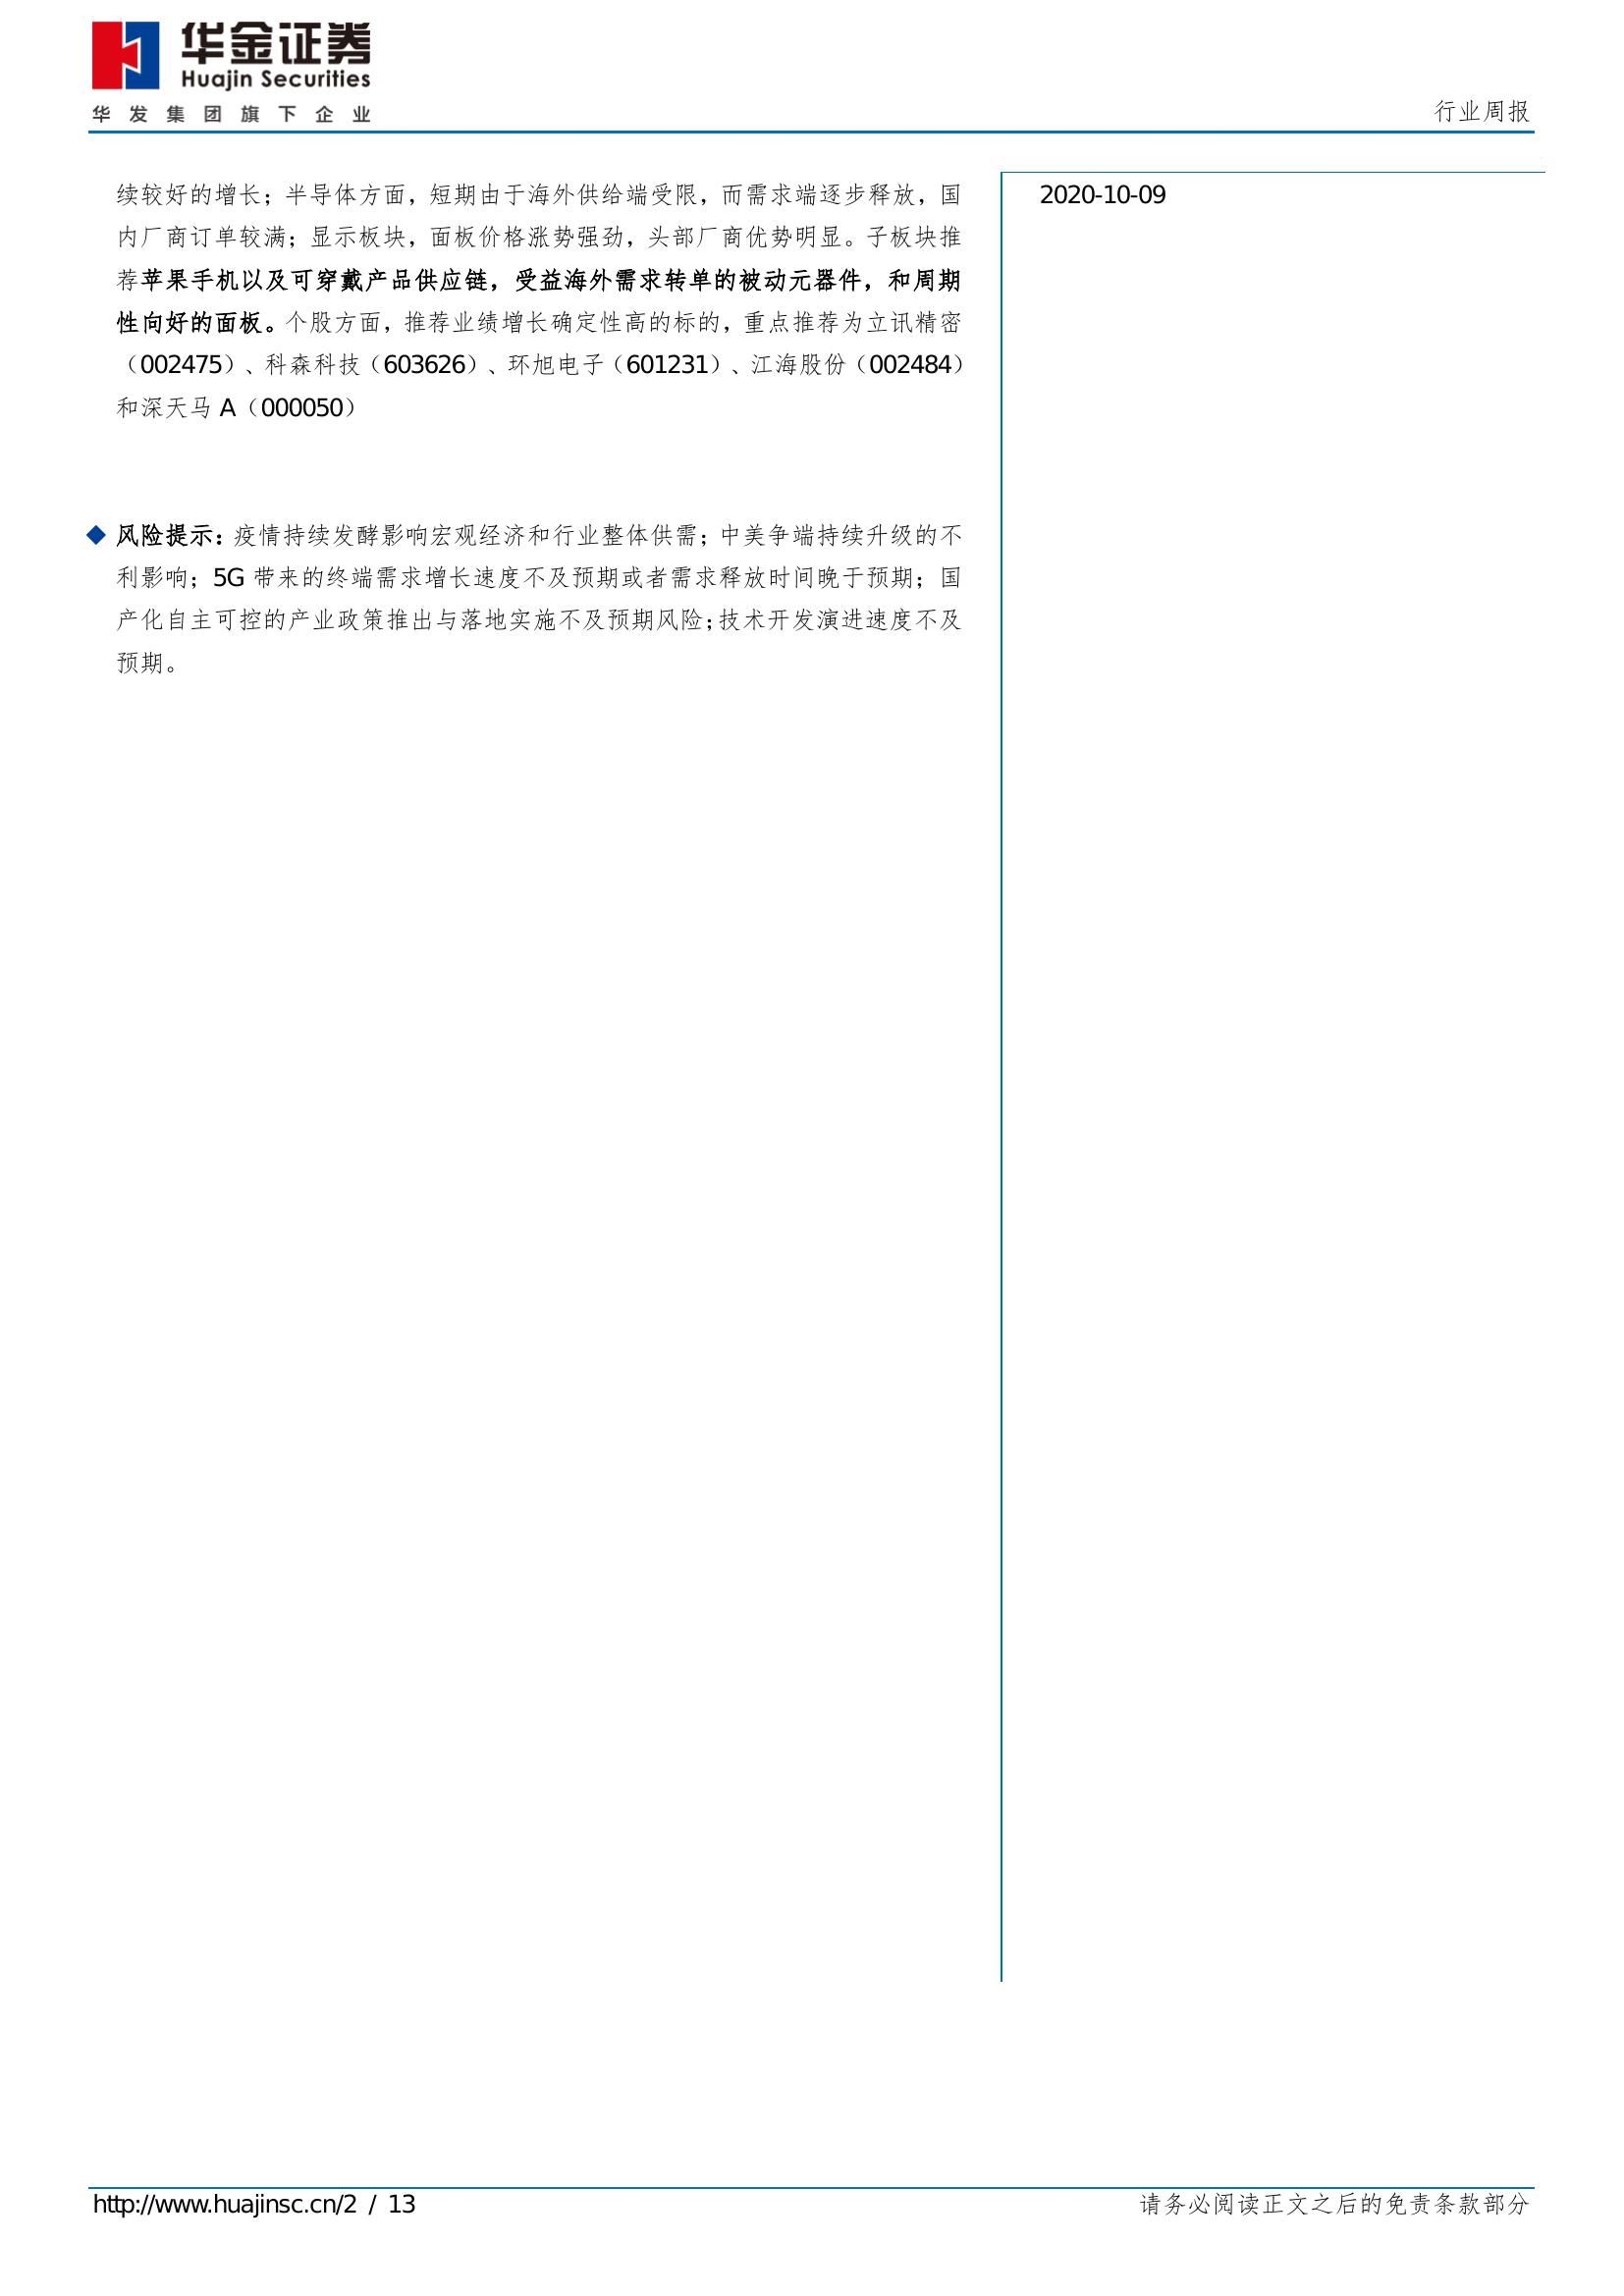 华金证券
Huajin Securities
华发集团旗下企业
行业周报
续较好的增长；半导体方面，短期由于海外供给端受限，而需求端逐步释放，国
内厂商订单较满；显示板块，面板价格涨势强劲，头部厂商优势明显。子板块推
荐苹果手机以及可穿戴产品供应链，受益海外需求转单的被动元器件，和周期
性向好的面板。个股方面，推荐业绩增长确定性高的标的，重点推荐为立讯精密
（002475）、科森科技（603626）、环旭电子（601231）、江海股份（002484）
和深天马 A（000050）
2020-10-09
◆ 风险提示：疫情持续发酵影响宏观经济和行业整体供需；中美争端持续升级的不
利影响；5G 带来的终端需求增长速度不及预期或者需求释放时间晚于预期；国
产化自主可控的产业政策推出与落地实施不及预期风险；技术开发演进速度不及
预期。
http://www.huajinsc.cn/2 / 13
请务必阅读正文之后的免责条款部分